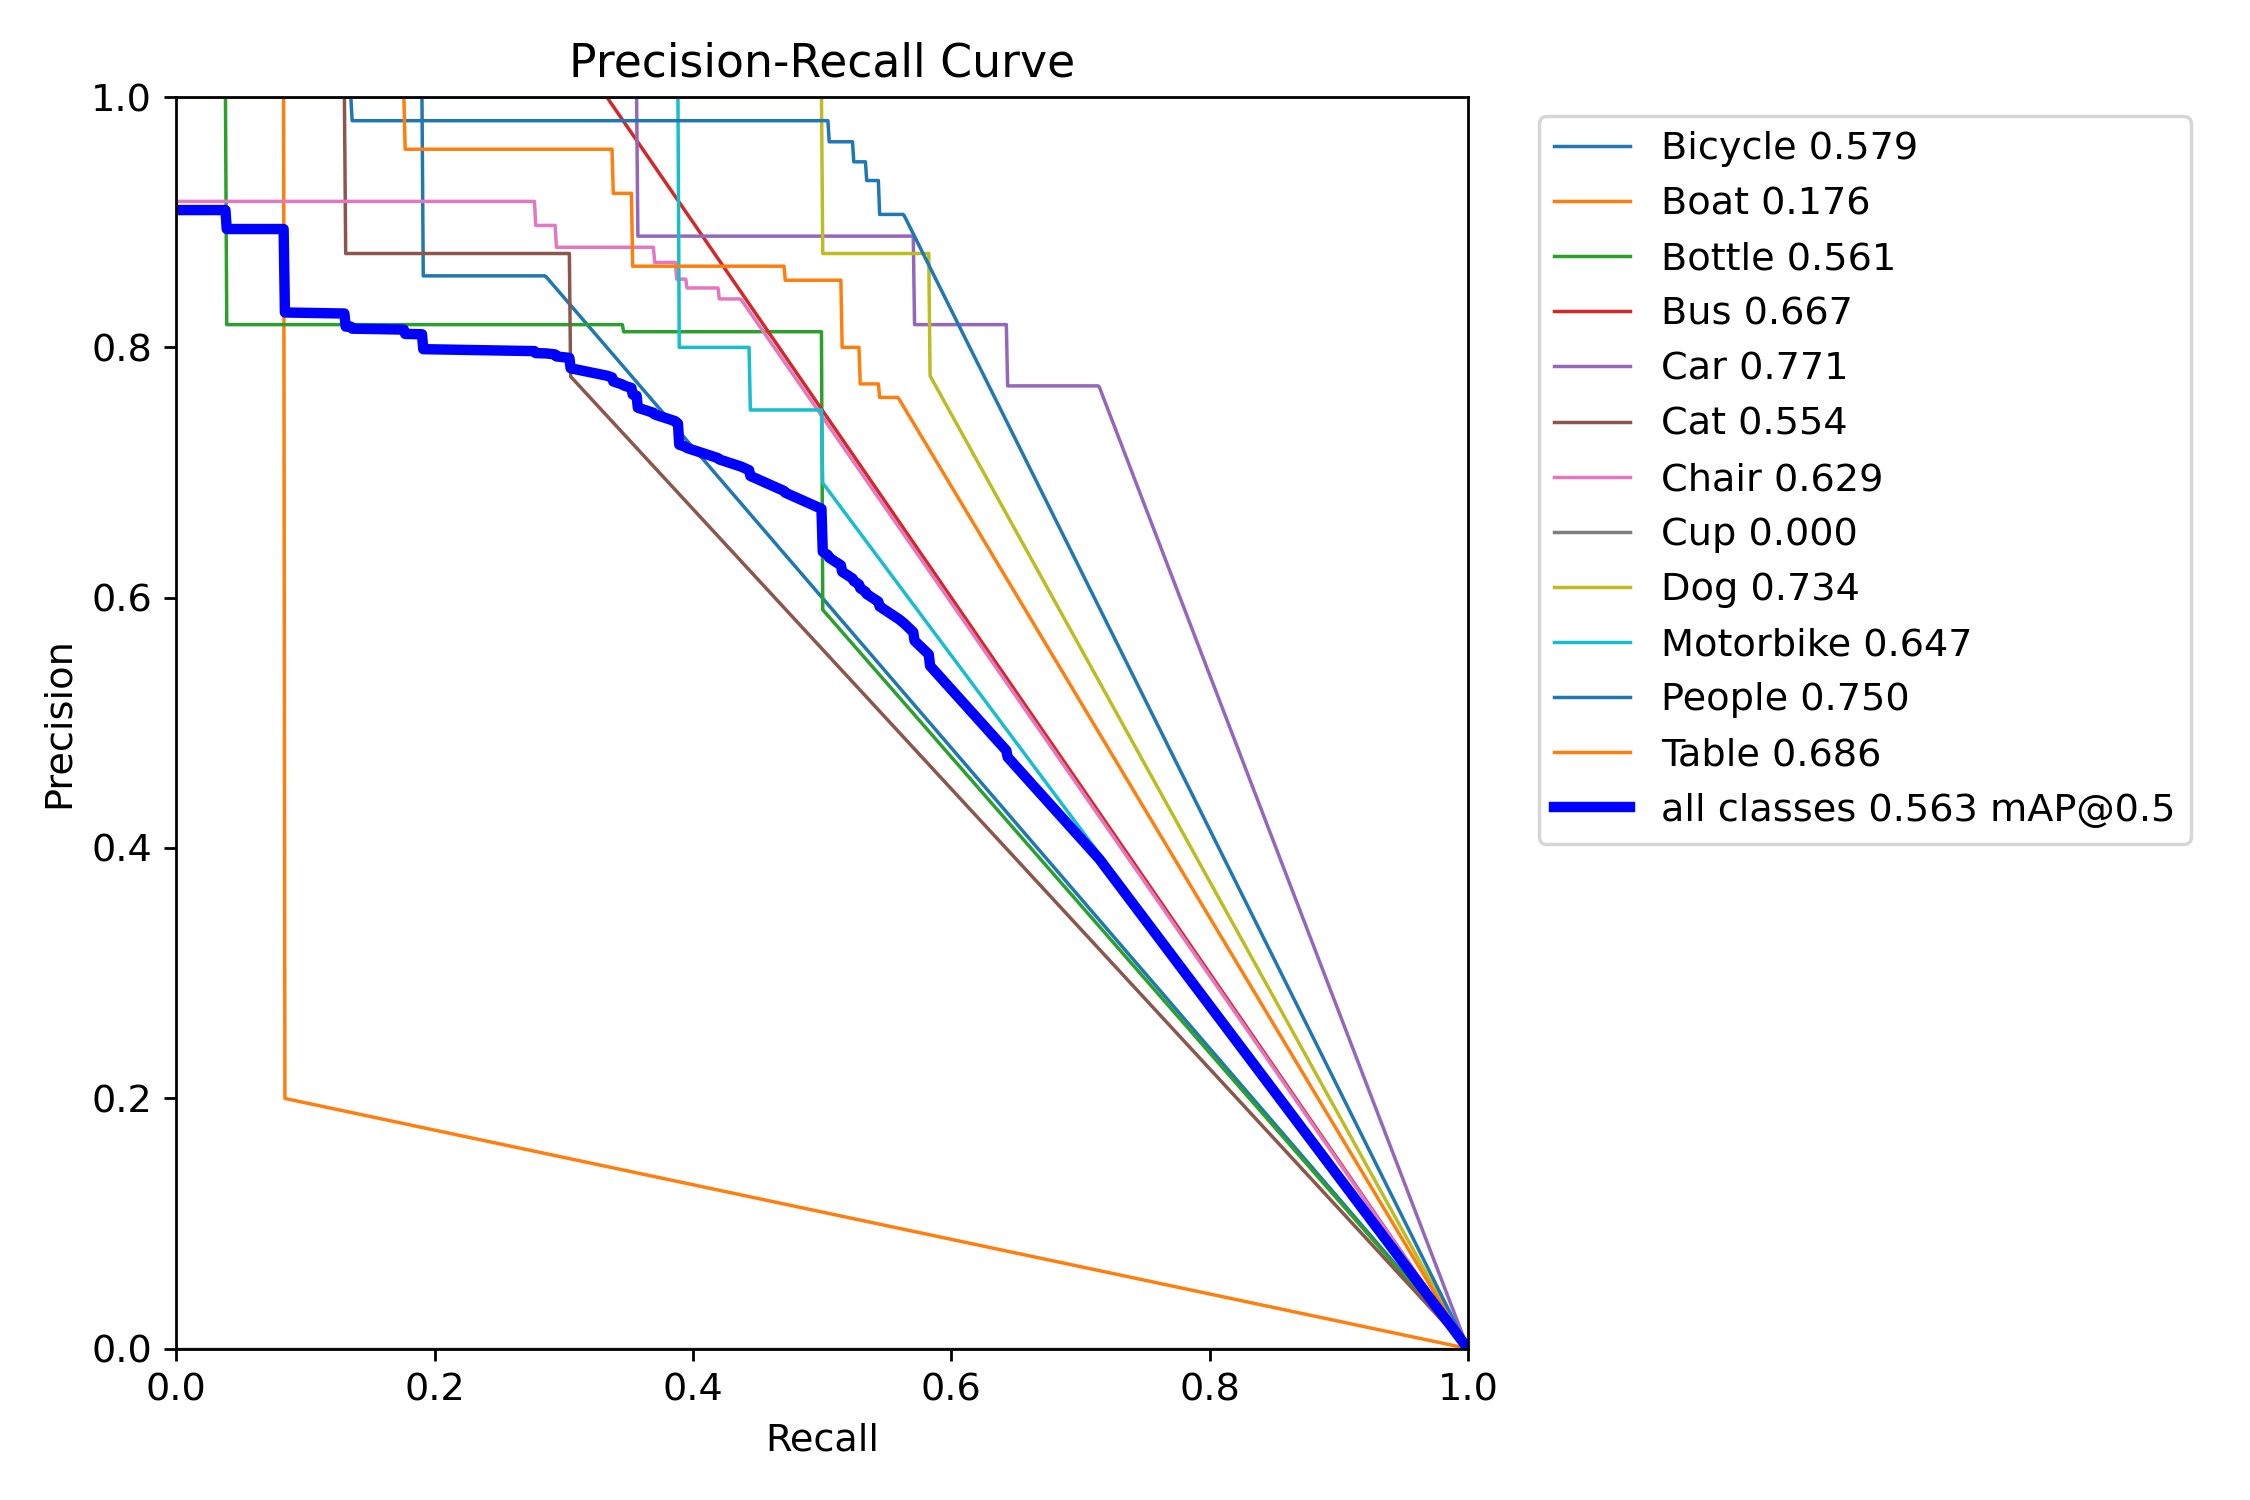 Precision-Recall Curve
1.0
0.8
0.6
0.4
0.2
0.0
Precision
0.0 0.2 0.4 0.6 0.8 1.0
Recall
Bicycle 0.579
Boat 0.176
Bottle 0.561
Bus 0.667
Car 0.771
Cat 0.554
Chair 0.629
Cup 0.000
Dog 0.734
Motorbike 0.647
People 0.750
Table 0.686
all classes 0.563 mAP@0.5